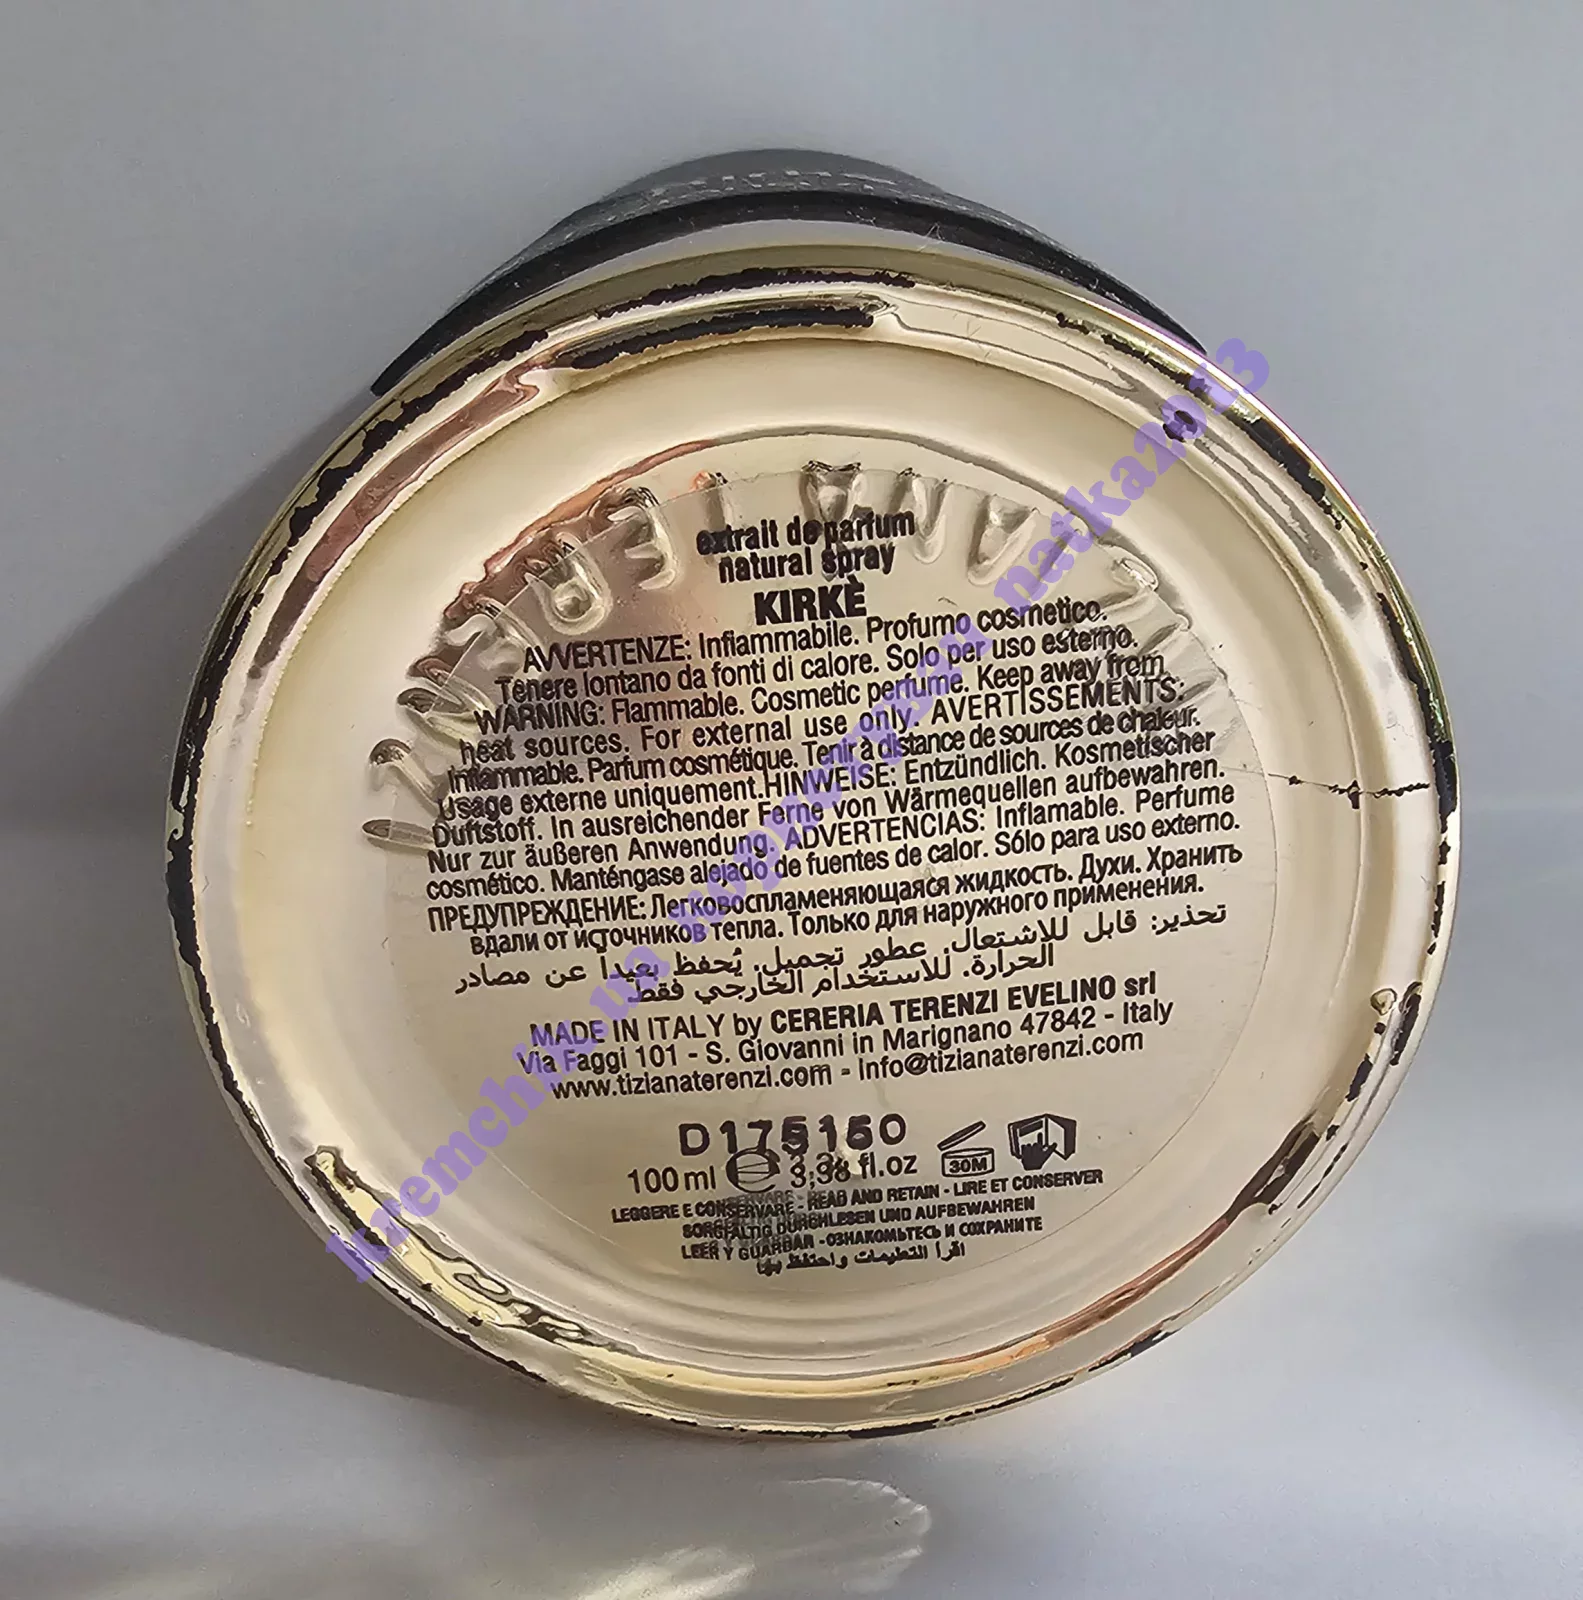 TIZIANA TERENZI
extrait de parfum
natural spray
KIRKÈ
AVVERTENZE: Infiammabile. Profumo cosmetico.
Tenere lontano da fonti di calore. Solo per uso esterno.
WARNING: Flammable. Cosmetic perfume. Keep away from
heat sources. For external use only. AVERTISSEMENTS:
Inflammable. Parfum cosmétique. Tenir à distance de sources de chaleur.
Usage externe uniquement.HINWEISE: Entzündlich. Kosmetischer
Duftstoff. In ausreichender Ferne von Wärmequellen aufbewahren.
Nur zur äußeren Anwendung. ADVERTENCIAS: Inflamable. Perfume
cosmético. Manténgase alejado de fuentes de calor. Sólo para uso externo.
ПРЕДУПРЕЖДЕНИЕ: Легковоспламеняющаяся жидкость. Духи. Хранить
вдали от источников тепла. Только для наружного применения.
تحذير: قابل للاشتعال. عطور تجميل. يُحفظ بعيداً عن مصادر
الحرارة. للاستخدام الخارجي فقط
MADE IN ITALY by CERERIA TERENZI EVELINO srl
Via Faggi 101 - S. Giovanni in Marignano 47842 - Italy
www.tizianaterenzi.com - info@tizianaterenzi.com
D175150
100 ml e 3,38 fl.oz 30M
LEGGERE E CONSERVARE - READ AND RETAIN - LIRE ET CONSERVER
SORGFÄLTIG DURCHLESEN UND AUFBEWAHREN
LEER Y GUARDAR - ОЗНАКОМЬТЕСЬ И СОХРАНИТЕ
اقرأ التعليمات واحتفظ بها